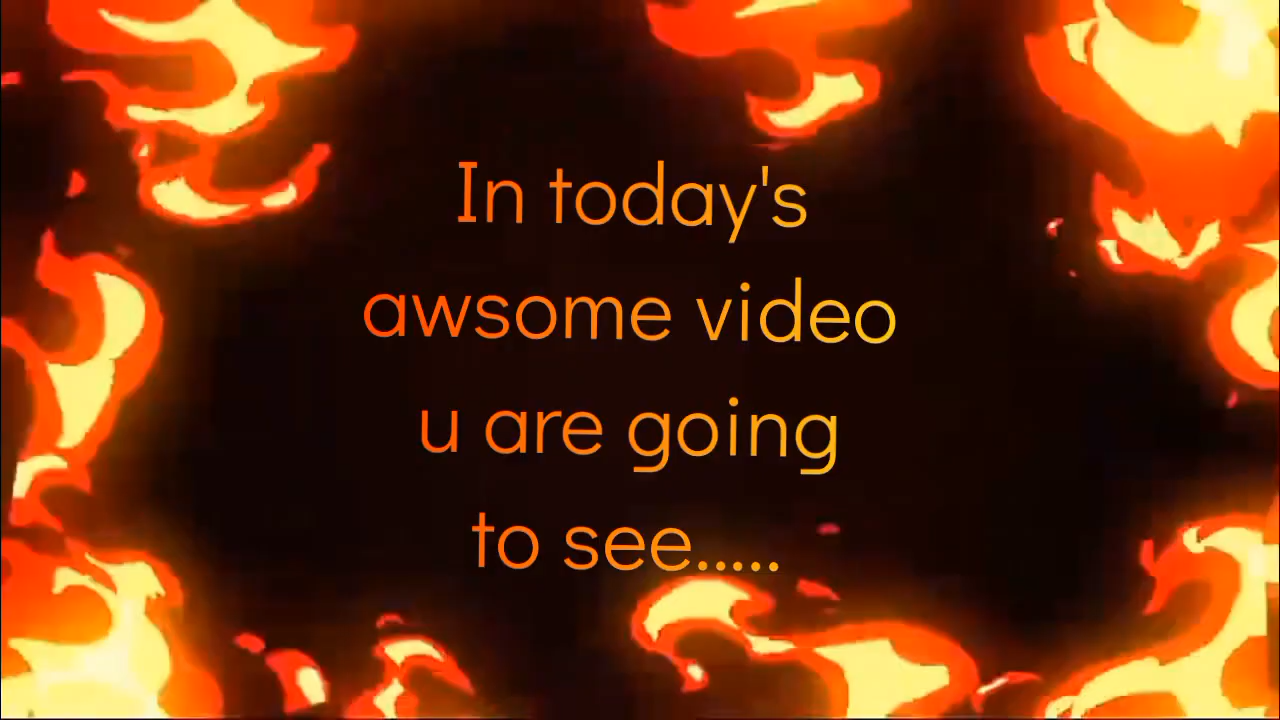 In today's
awsome video
u are going
to see.....